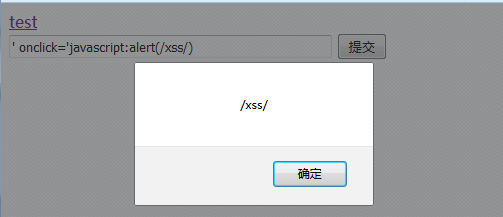 test
' onclick='javascript:alert(/xss/)
提交
/xss/
确定